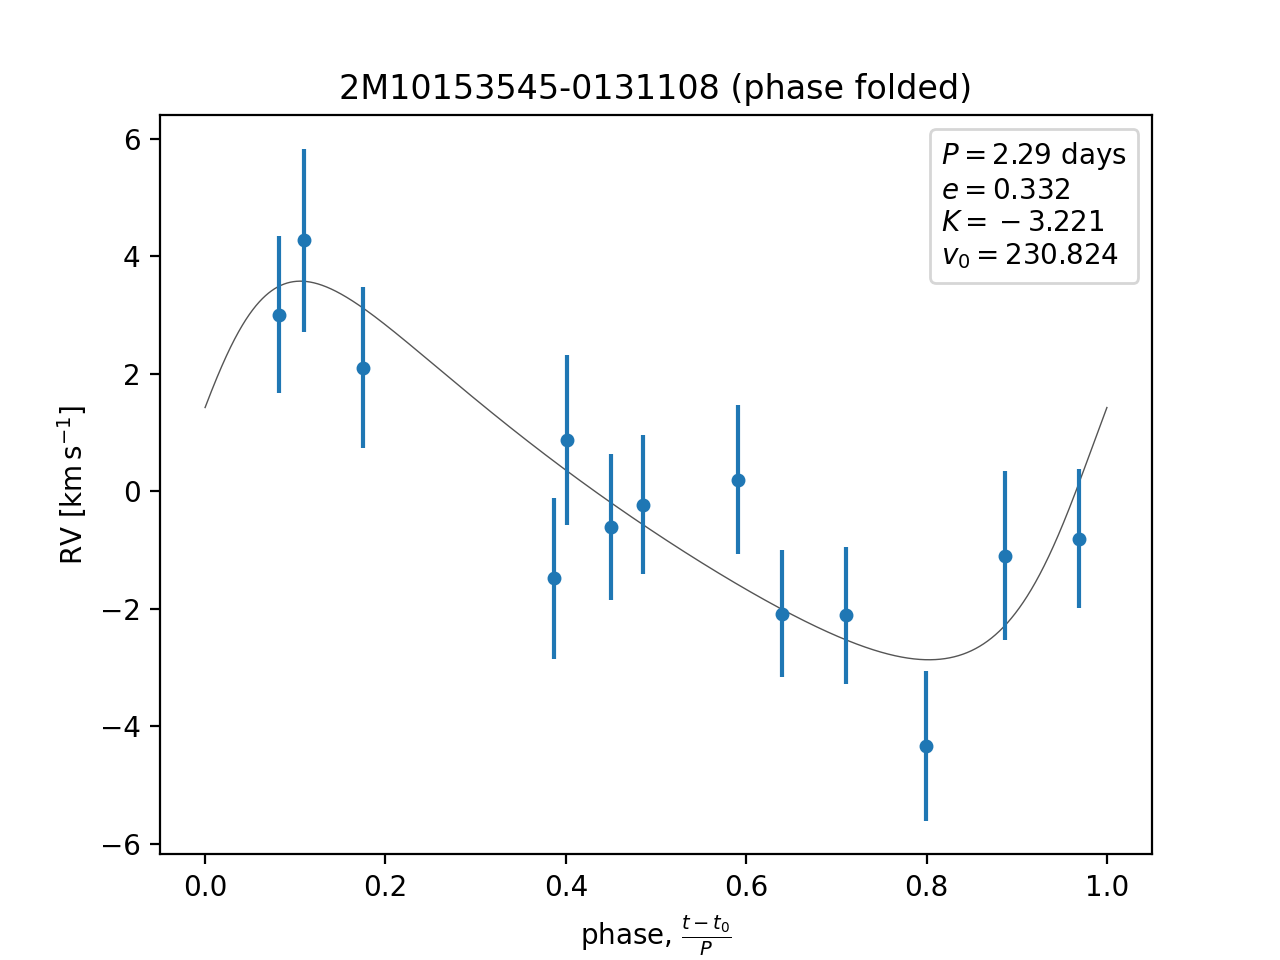 2M10153545-0131108 (phase folded)
P = 2.29 days
e = 0.332
K = −3.221
v₀ = 230.824
6
4
2
0
−2
−4
−6
RV [km s⁻¹]
0.0 0.2 0.4 0.6 0.8 1.0
phase, (t − t₀)/P